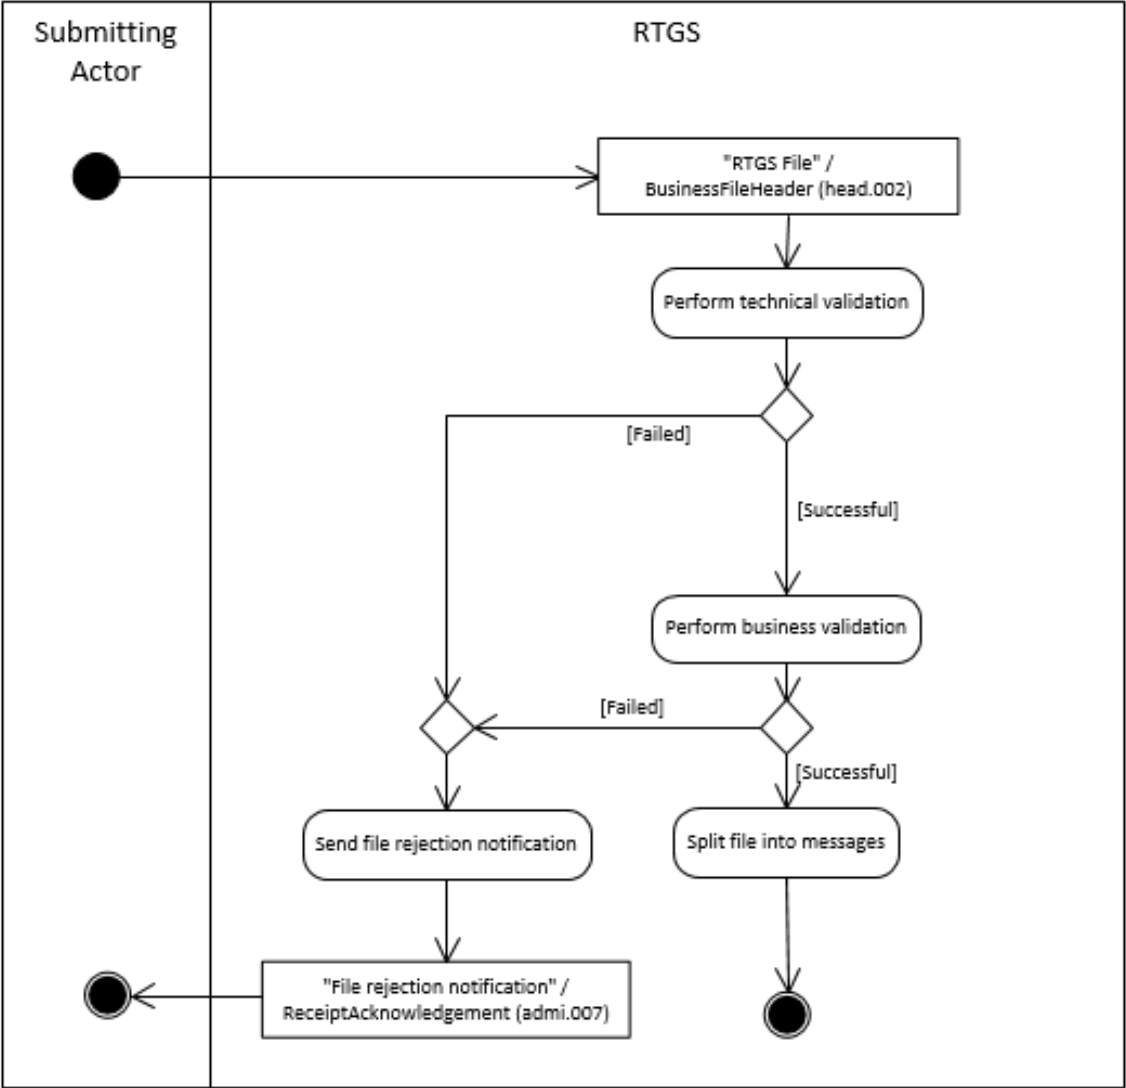 Submitting
Actor
RTGS
"RTGS File" /
BusinessFileHeader (head.002)
Perform technical validation
[Failed]
[Successful]
Perform business validation
[Failed]
[Successful]
Send file rejection notification
Split file into messages
"File rejection notification" /
ReceiptAcknowledgement (admi.007)